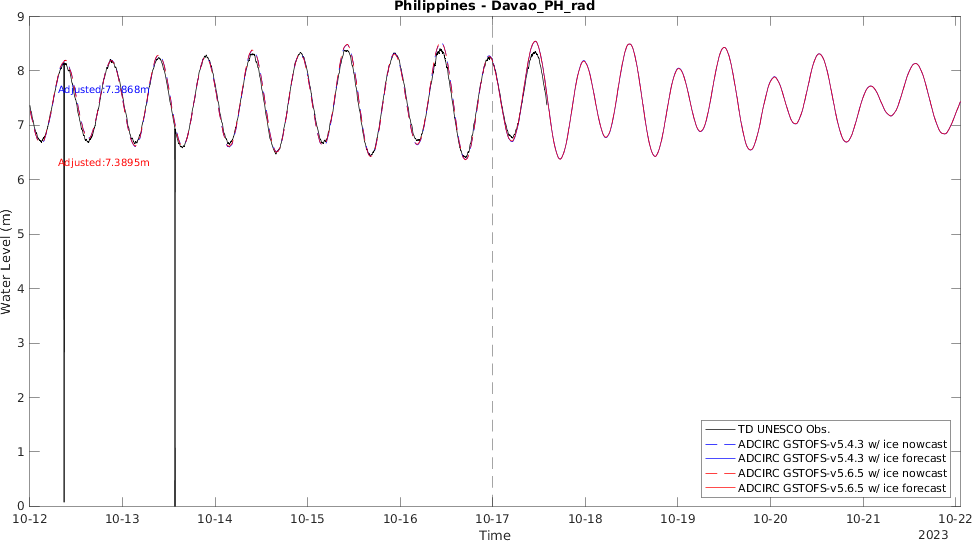 Philippines - Davao_PH_rad
9
8
7
6
5
4
3
2
1
0
Water Level (m)
Adjusted:7.3868m
Adjusted:7.3895m
TD UNESCO Obs.
ADCIRC GSTOFS-v5.4.3 w/ ice nowcast
ADCIRC GSTOFS-v5.4.3 w/ ice forecast
ADCIRC GSTOFS-v5.6.5 w/ ice nowcast
ADCIRC GSTOFS-v5.6.5 w/ ice forecast
10-12 10-13 10-14 10-15 10-16 10-17 10-18 10-19 10-20 10-21 10-22
Time
2023